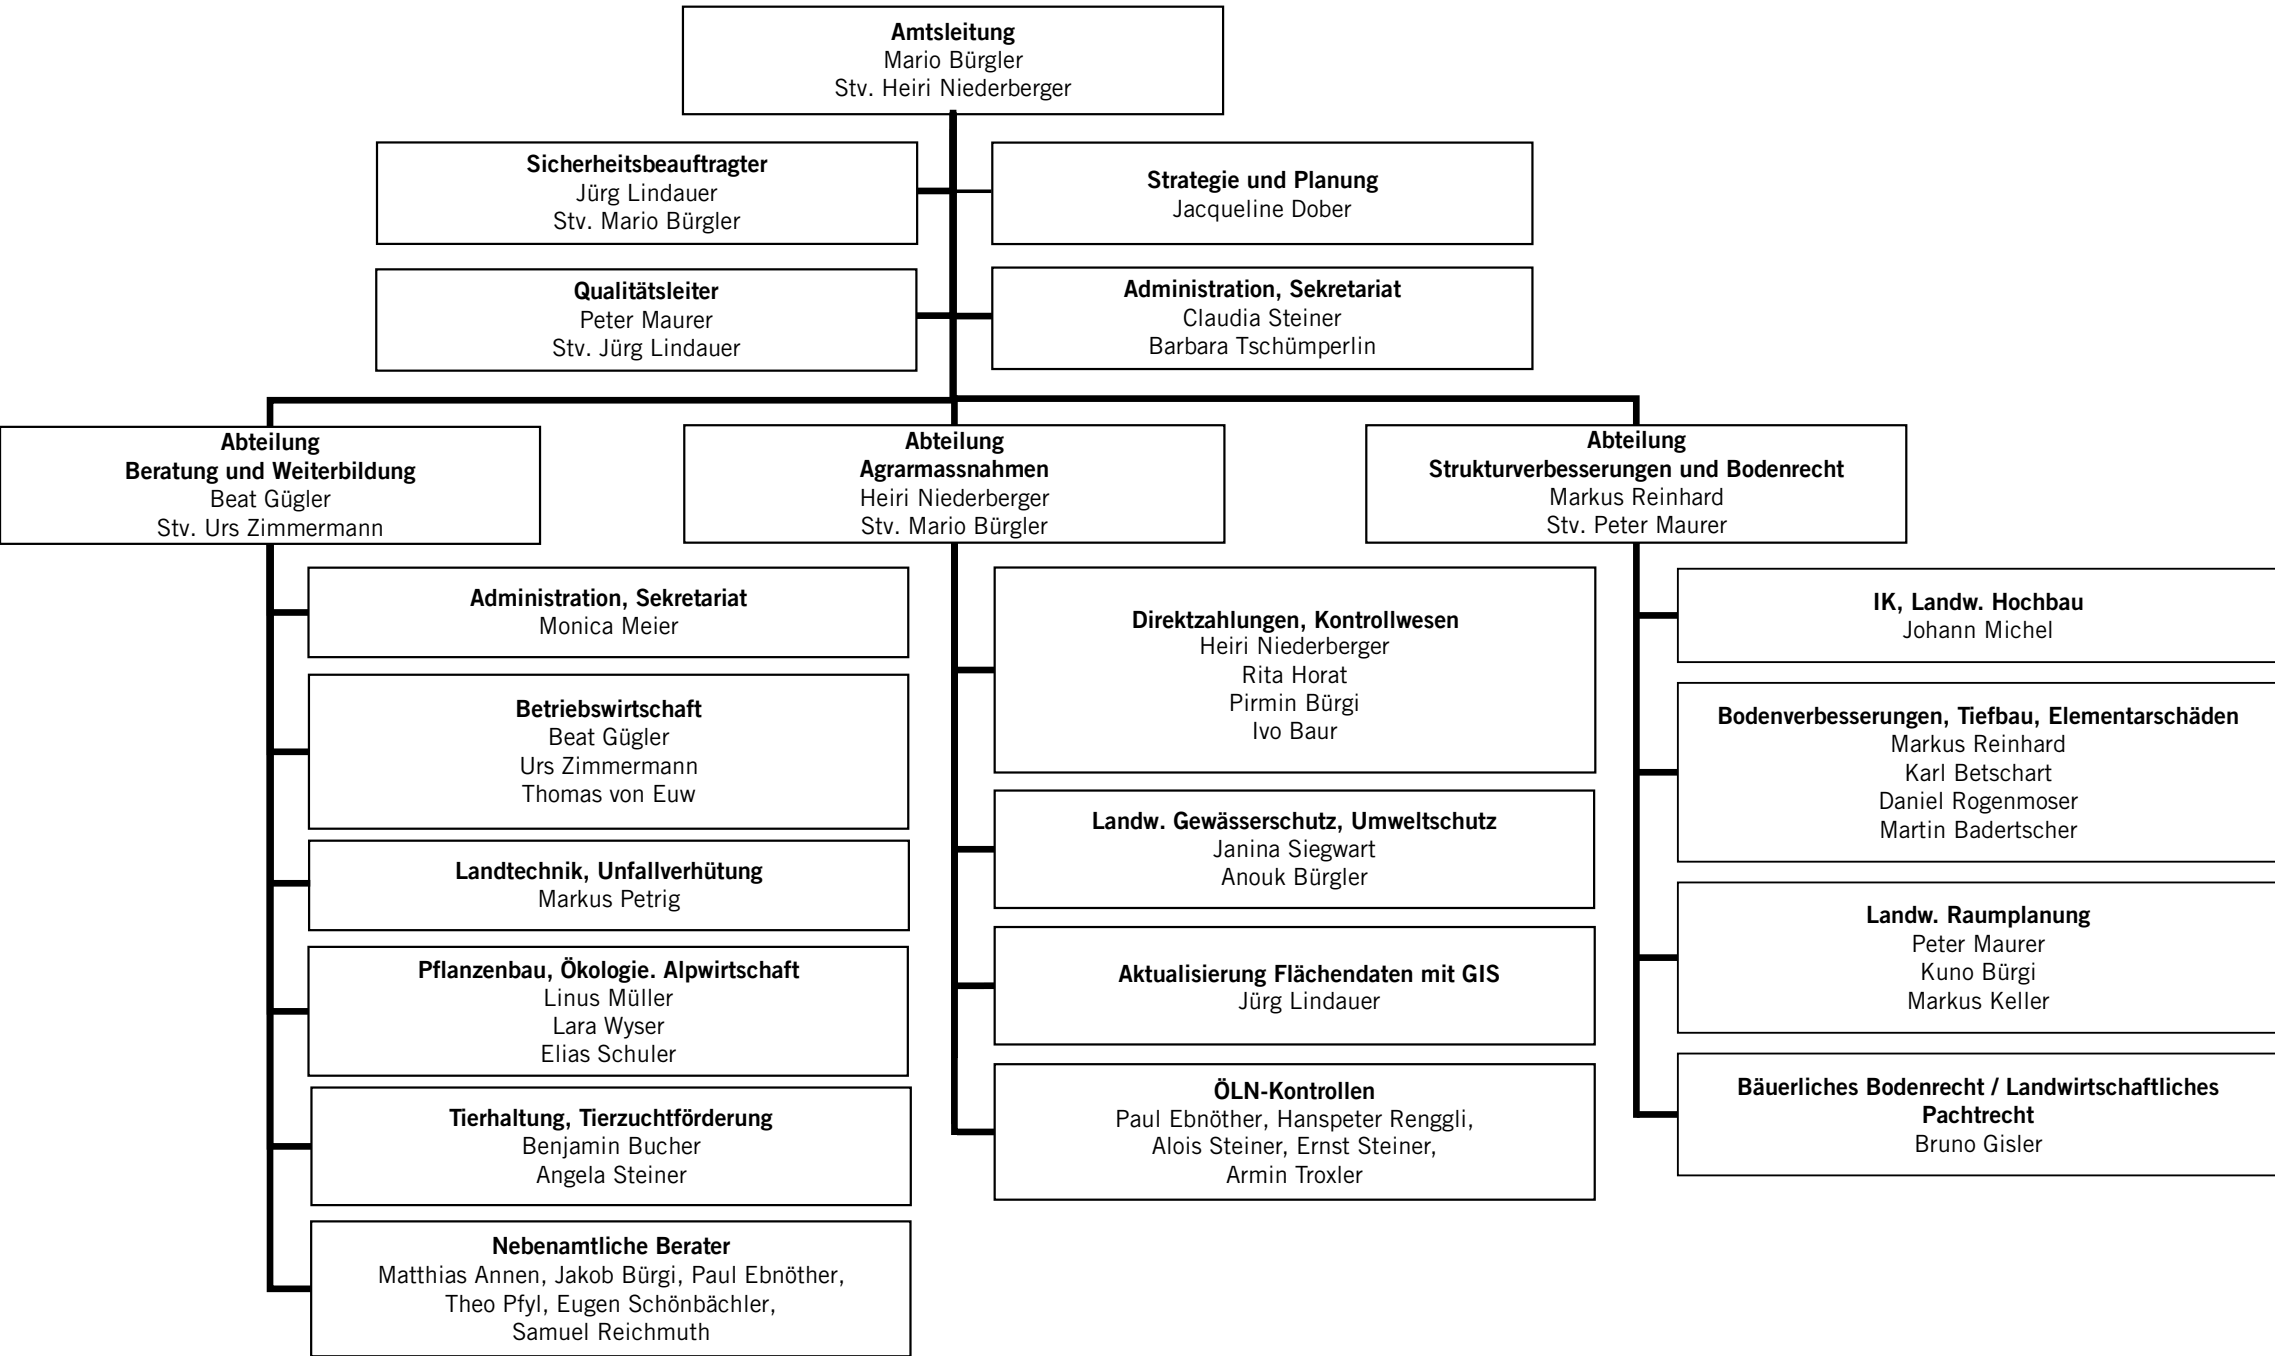 Amtsleitung
Mario Bürgler
Stv. Heiri Niederberger
Sicherheitsbeauftragter
Jürg Lindauer
Stv. Mario Bürgler
Strategie und Planung
Jacqueline Dober
Qualitätsleiter
Peter Maurer
Stv. Jürg Lindauer
Administration, Sekretariat
Claudia Steiner
Barbara Tschümperlin
Abteilung
Beratung und Weiterbildung
Beat Gügler
Stv. Urs Zimmermann
Administration, Sekretariat
Monica Meier
Betriebswirtschaft
Beat Gügler
Urs Zimmermann
Thomas von Euw
Landtechnik, Unfallverhütung
Markus Petrig
Pflanzenbau, Ökologie. Alpwirtschaft
Linus Müller
Lara Wyser
Elias Schuler
Tierhaltung, Tierzuchtförderung
Benjamin Bucher
Angela Steiner
Nebenamtliche Berater
Matthias Annen, Jakob Bürgi, Paul Ebnöther,
Theo Pfyl, Eugen Schönbächler,
Samuel Reichmuth
Abteilung
Agrarmassnahmen
Heiri Niederberger
Stv. Mario Bürgler
Direktzahlungen, Kontrollwesen
Heiri Niederberger
Rita Horat
Pirmin Bürgi
Ivo Baur
Landw. Gewässerschutz, Umweltschutz
Janina Siegwart
Anouk Bürgler
Aktualisierung Flächendaten mit GIS
Jürg Lindauer
ÖLN-Kontrollen
Paul Ebnöther, Hanspeter Renggli,
Alois Steiner, Ernst Steiner,
Armin Troxler
Abteilung
Strukturverbesserungen und Bodenrecht
Markus Reinhard
Stv. Peter Maurer
IK, Landw. Hochbau
Johann Michel
Bodenverbesserungen, Tiefbau, Elementarschäden
Markus Reinhard
Karl Betschart
Daniel Rogenmoser
Martin Badertscher
Landw. Raumplanung
Peter Maurer
Kuno Bürgi
Markus Keller
Bäuerliches Bodenrecht / Landwirtschaftliches
Pachtrecht
Bruno Gisler